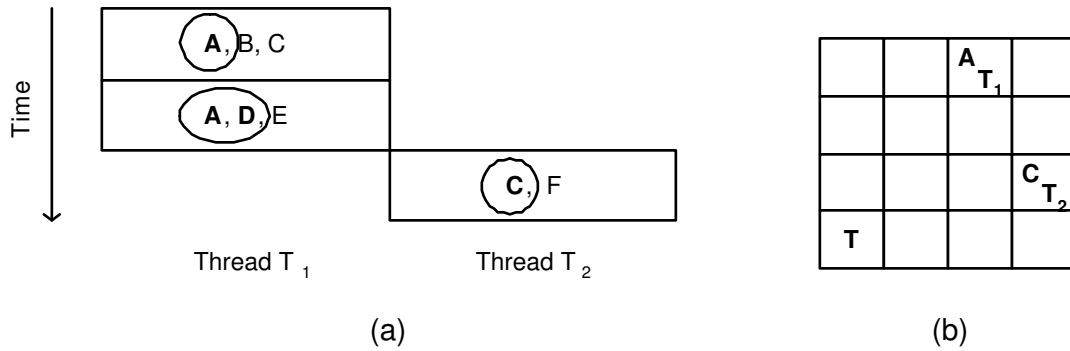 A, B, C
A, D, E
C, F
Time
Thread T1
Thread T2
(a)
A T1
C T2
T
(b)